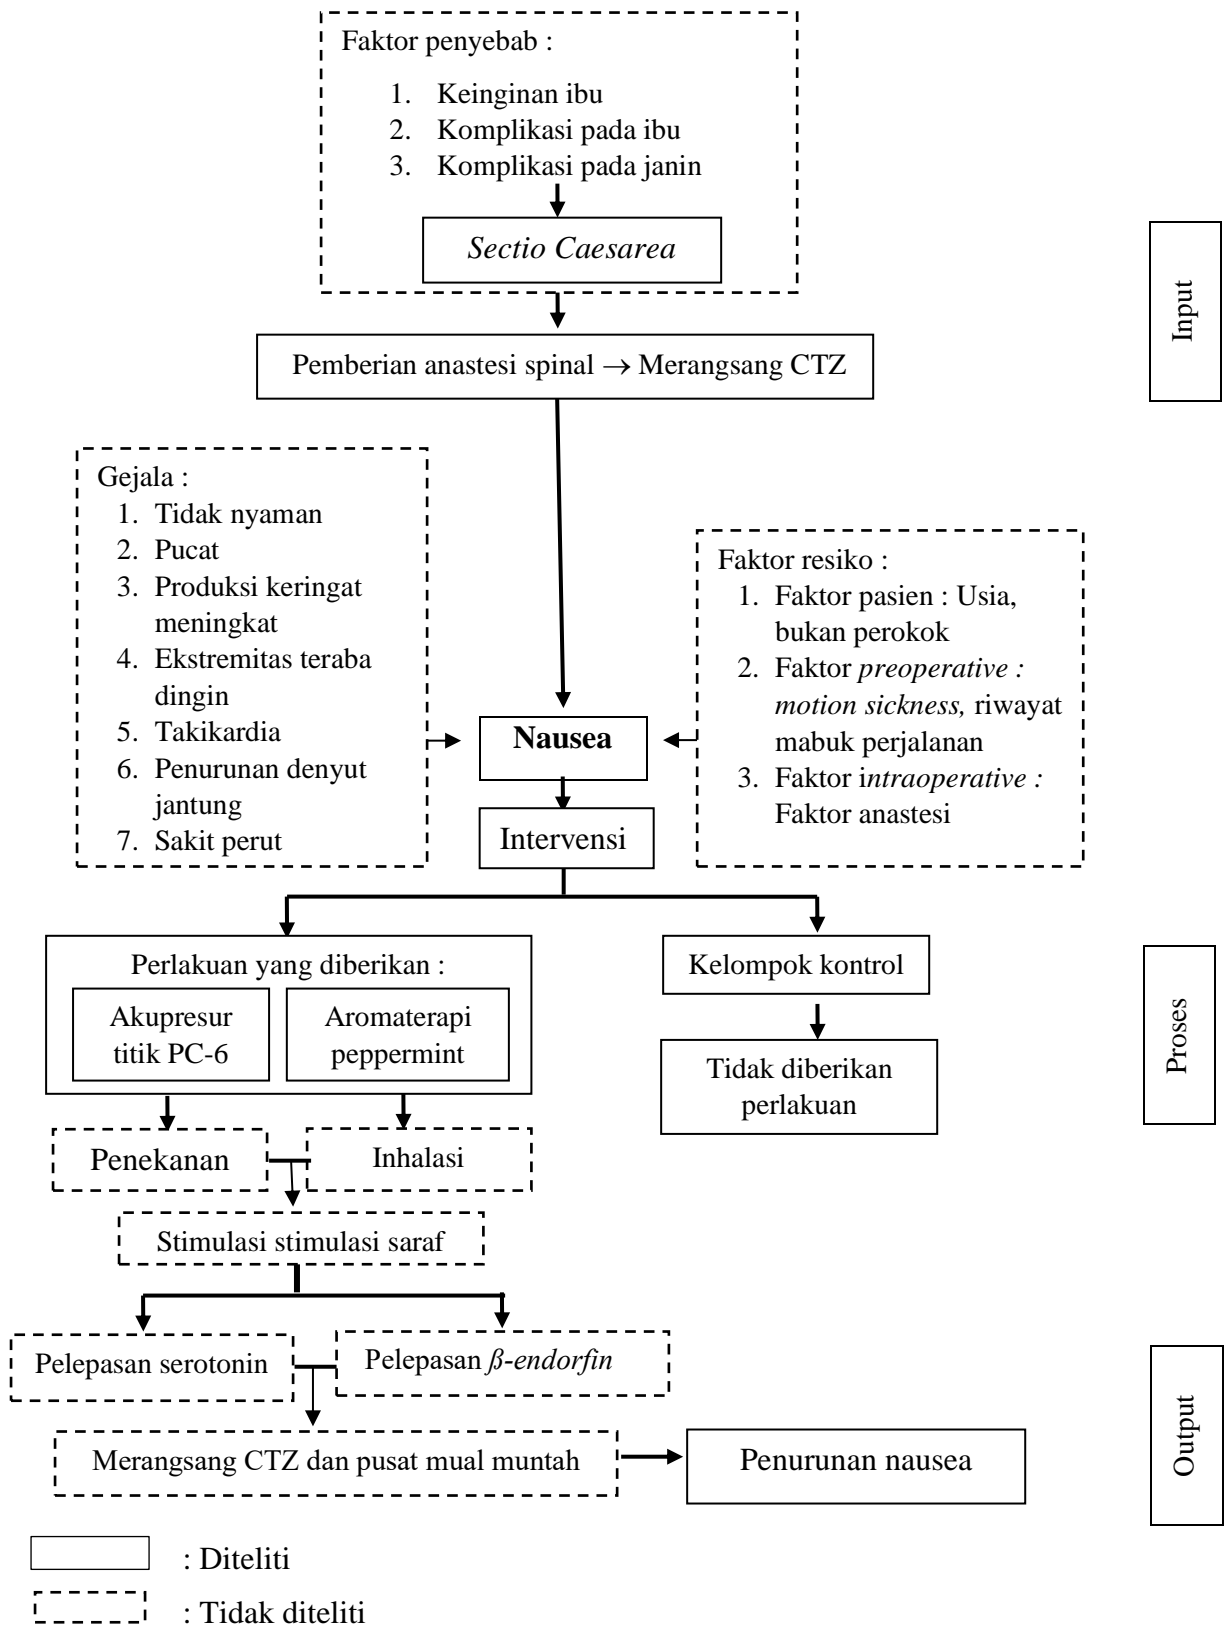 Faktor penyebab :
1. Keinginan ibu
2. Komplikasi pada ibu
3. Komplikasi pada janin
Sectio Caesarea
Input
Pemberian anastesi spinal → Merangsang CTZ
Gejala :
1. Tidak nyaman
2. Pucat
3. Produksi keringat
meningkat
4. Ekstremitas teraba
dingin
5. Takikardia
6. Penurunan denyut
jantung
7. Sakit perut
Faktor resiko :
1. Faktor pasien : Usia,
bukan perokok
2. Faktor preoperative :
motion sickness, riwayat
mabuk perjalanan
3. Faktor intraoperative :
Faktor anastesi
Nausea
Intervensi
Perlakuan yang diberikan :
Akupresur
titik PC-6
Aromaterapi
peppermint
Kelompok kontrol
Tidak diberikan
perlakuan
Proses
Penekanan
Inhalasi
Stimulasi stimulasi saraf
Pelepasan serotonin
Pelepasan ß-endorfin
Merangsang CTZ dan pusat mual muntah
Penurunan nausea
Output
: Diteliti
: Tidak diteliti